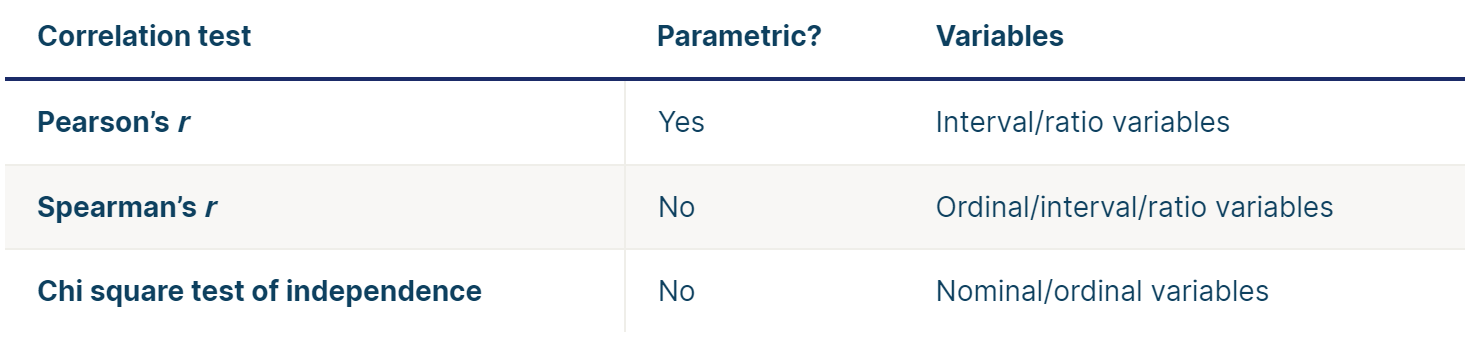 Correlation test Parametric? Variables
Pearson’s r Yes Interval/ratio variables
Spearman’s r No Ordinal/interval/ratio variables
Chi square test of independence No Nominal/ordinal variables